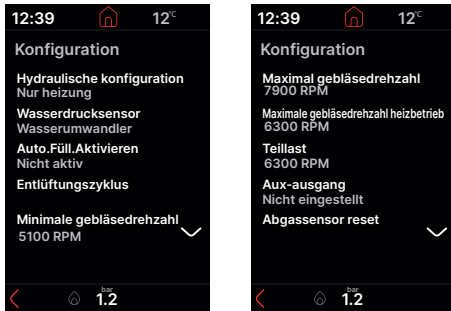 12:39 12°C
Konfiguration
Hydraulische konfiguration
Nur heizung
Wasserdrucksensor
Wasserumwandler
Auto.Füll.Aktivieren
Nicht aktiv
Entlüftungszyklus
Minimale gebläsedrehzahl
5100 RPM
bar
1.2
12:39 12°C
Konfiguration
Maximal gebläsedrehzahl
7900 RPM
Maximale gebläsedrehzahl heizbetrieb
6300 RPM
Teillast
6300 RPM
Aux-ausgang
Nicht eingestellt
Abgassensor reset
bar
1.2